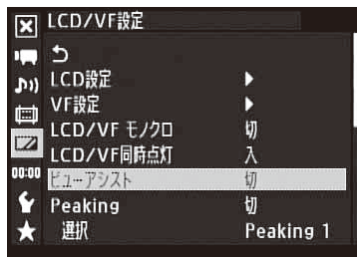 LCD/VF設定
LCD設定
VF設定
LCD/VF モノクロ 切
LCD/VF同時点灯 入
ビューアシスト 切
00:00
Peaking 切
選択 Peaking 1